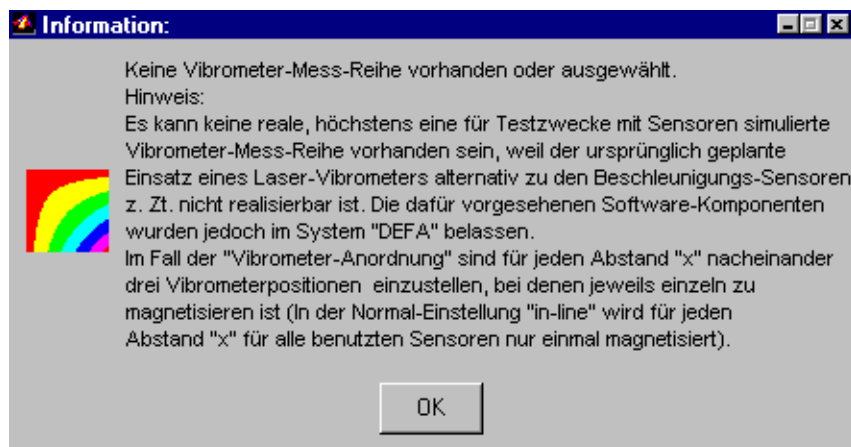 Information:
Keine Vibrometer-Mess-Reihe vorhanden oder ausgewählt.
Hinweis:
Es kann keine reale, höchstens eine für Testzwecke mit Sensoren simulierte
Vibrometer-Mess-Reihe vorhanden sein, weil der ursprünglich geplante
Einsatz eines Laser-Vibrometers alternativ zu den Beschleunigungs-Sensoren
z. Zt. nicht realisierbar ist. Die dafür vorgesehenen Software-Komponenten
wurden jedoch im System "DEFA" belassen.
Im Fall der "Vibrometer-Anordnung" sind für jeden Abstand "x" nacheinander
drei Vibrometerpositionen einzustellen, bei denen jeweils einzeln zu
magnetisieren ist (In der Normal-Einstellung "in-line" wird für jeden
Abstand "x" für alle benutzten Sensoren nur einmal magnetisiert).
OK